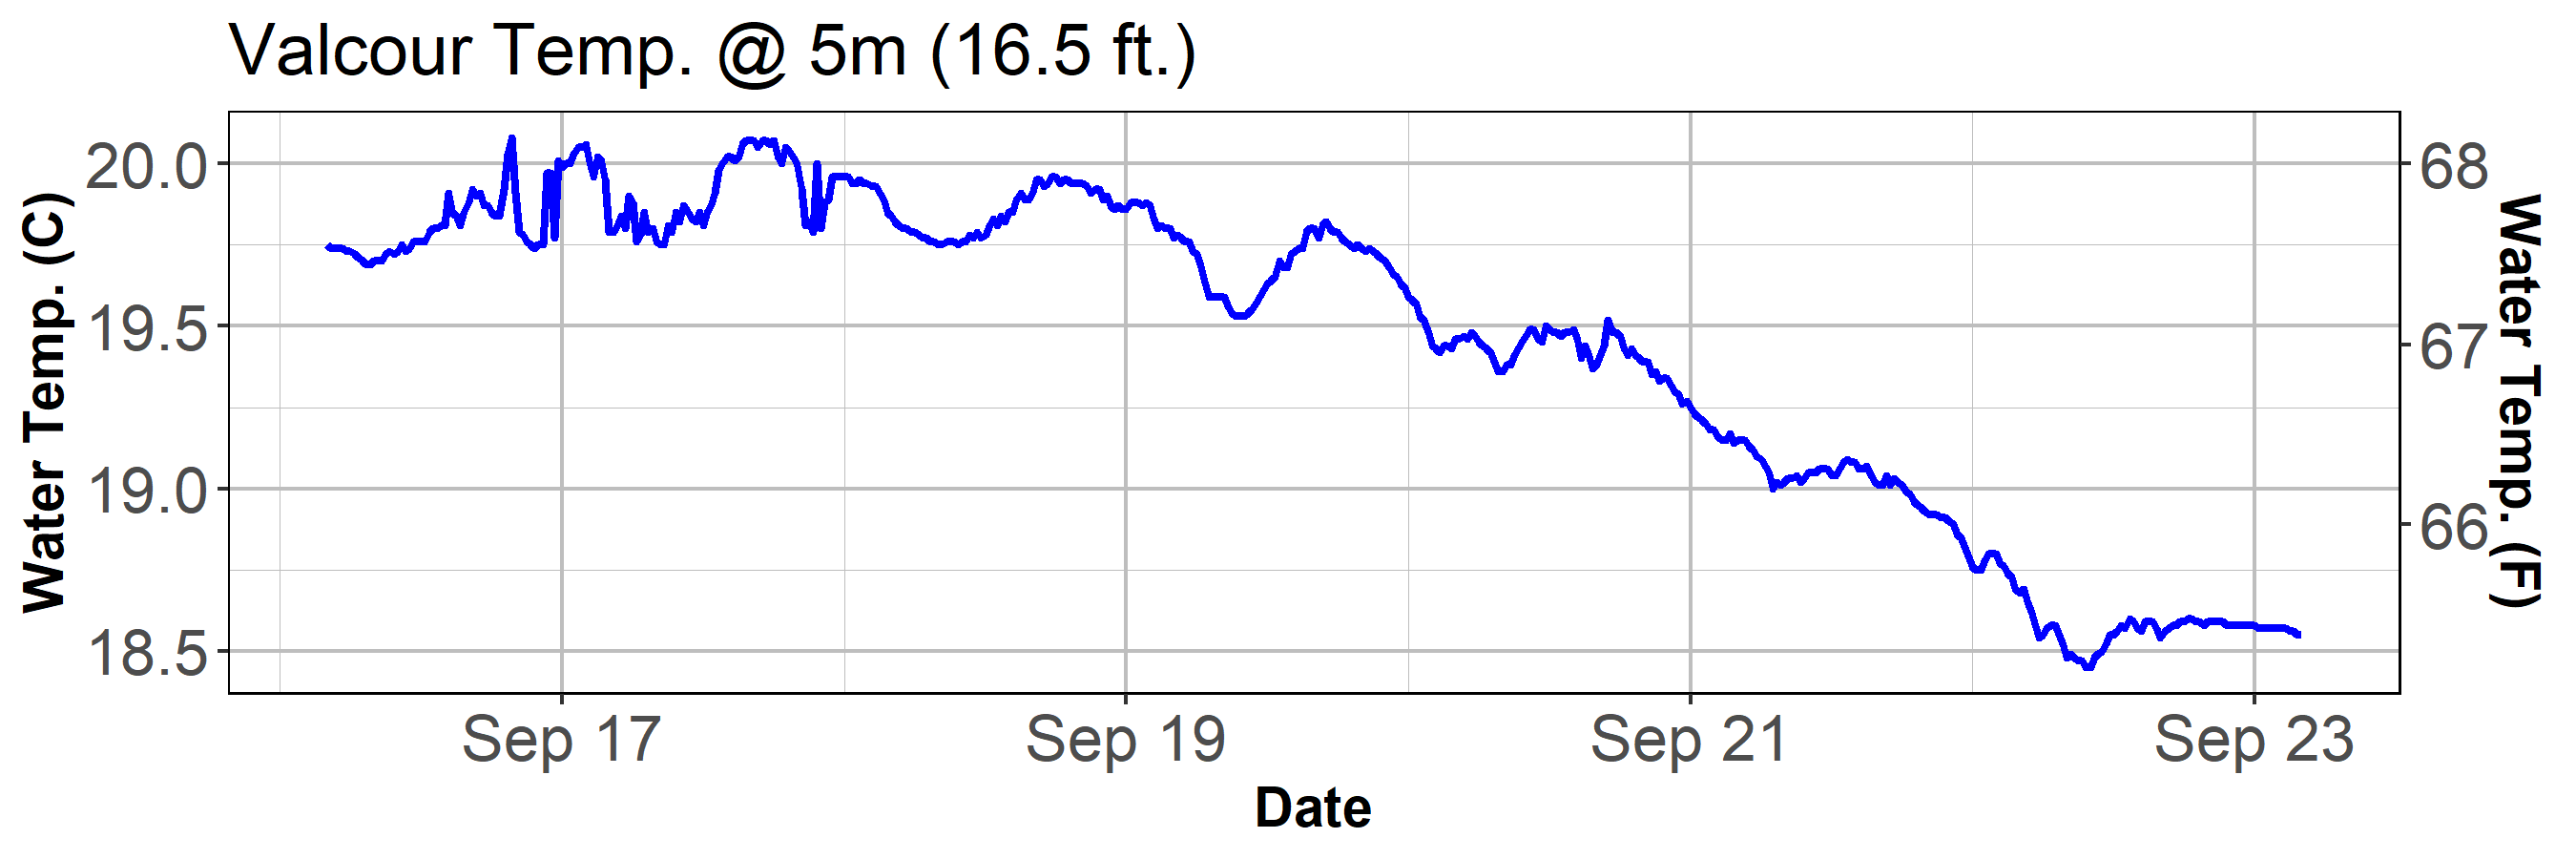 Valcour Temp. @ 5m (16.5 ft.)
Water Temp. (C)
20.0
19.5
19.0
18.5
68
67
66
Water Temp. (F)
Sep 17
Sep 19
Sep 21
Sep 23
Date